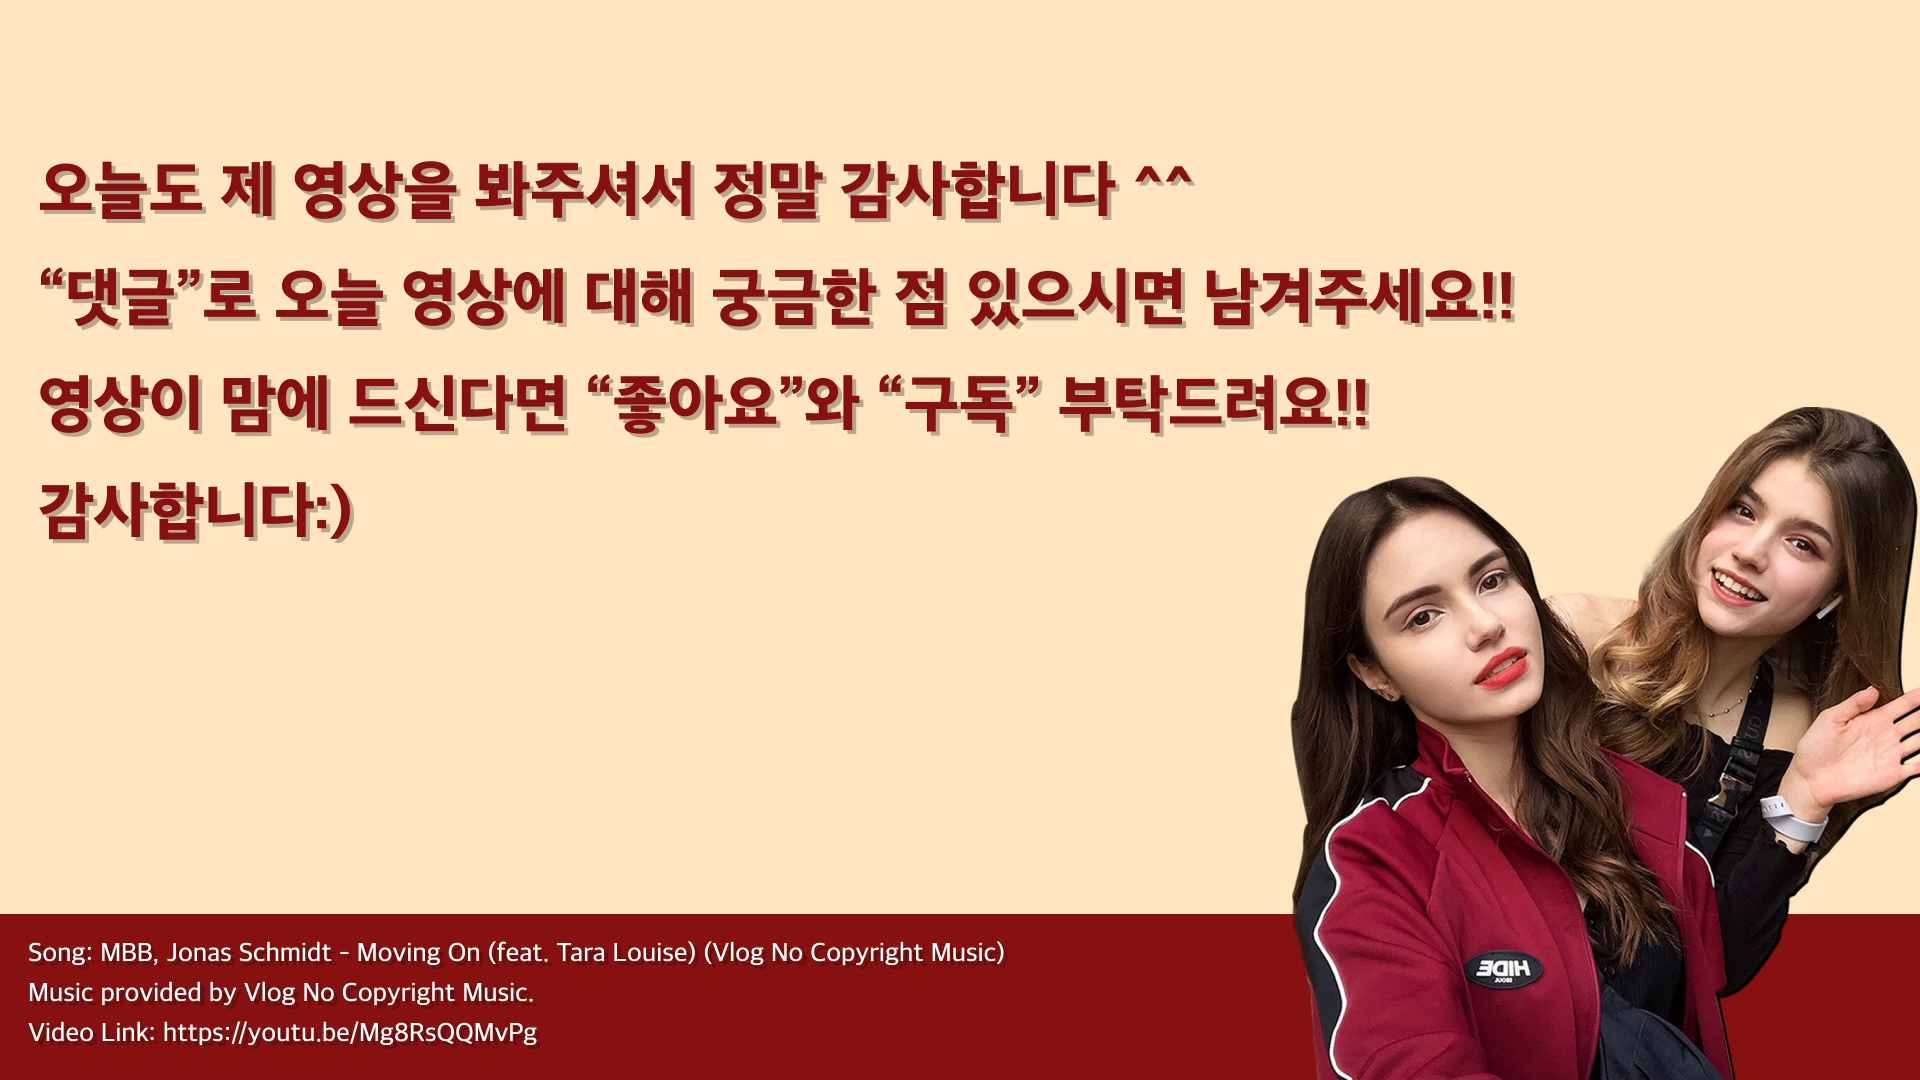 오늘도 제 영상을 봐주셔서 정말 감사합니다 ^^
“댓글”로 오늘 영상에 대해 궁금한 점 있으시면 남겨주세요!!
영상이 맘에 드신다면 “좋아요”와 “구독” 부탁드려요!!
감사합니다:)
Song: MBB, Jonas Schmidt - Moving On (feat. Tara Louise) (Vlog No Copyright Music)
Music provided by Vlog No Copyright Music.
Video Link: https://youtu.be/Mg8RsQQMvPg
HIDE